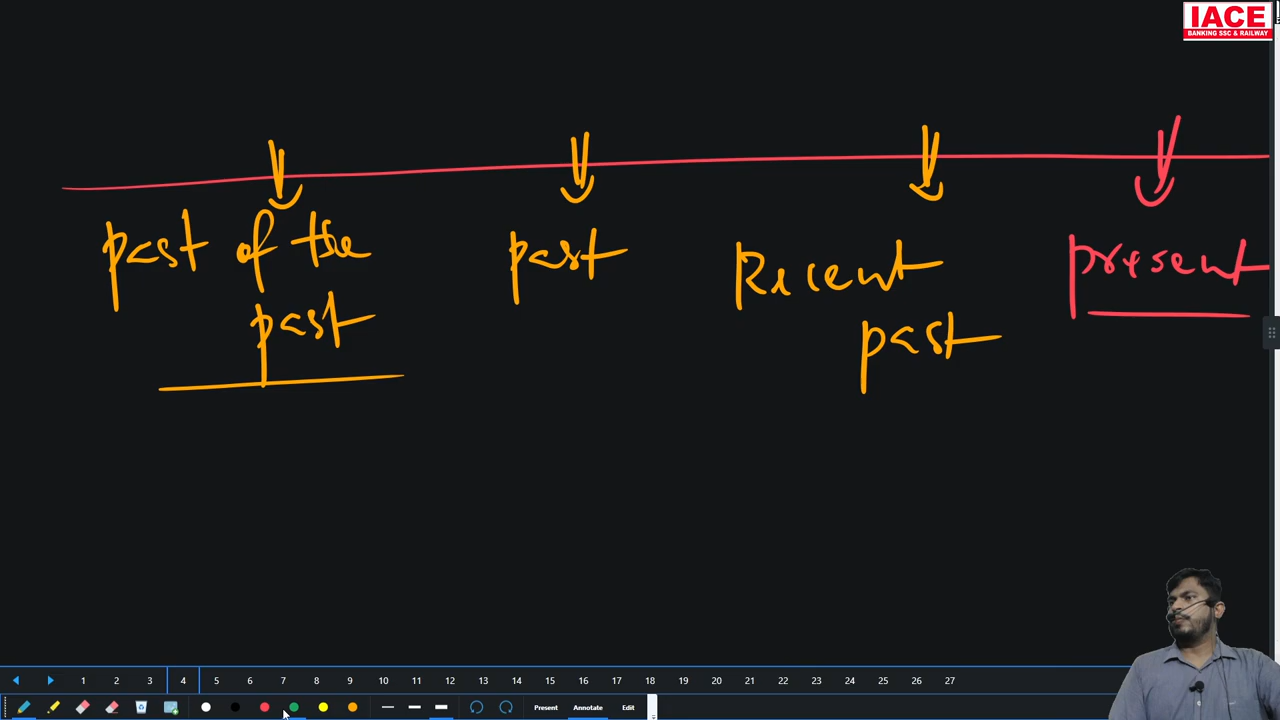 IACE
BANKING SSC & RAILWAY
past of the
past
past
Recent
past
present
1 2 3 4 5 6 7 8 9 10 11 12 13 14 15 16 17 18 19 20 21 22 23 24 25 26 27
Present Annotate Edit